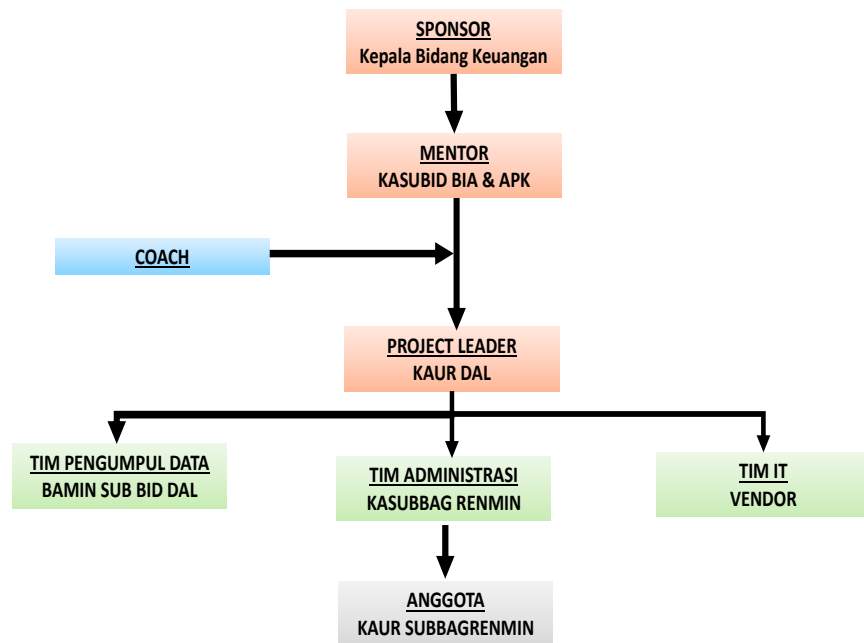 SPONSOR
Kepala Bidang Keuangan
MENTOR
KASUBID BIA & APK
COACH
PROJECT LEADER
KAUR DAL
TIM PENGUMPUL DATA
BAMIN SUB BID DAL
TIM ADMINISTRASI
KASUBBAG RENMIN
TIM IT
VENDOR
ANGGOTA
KAUR SUBBAGRENMIN